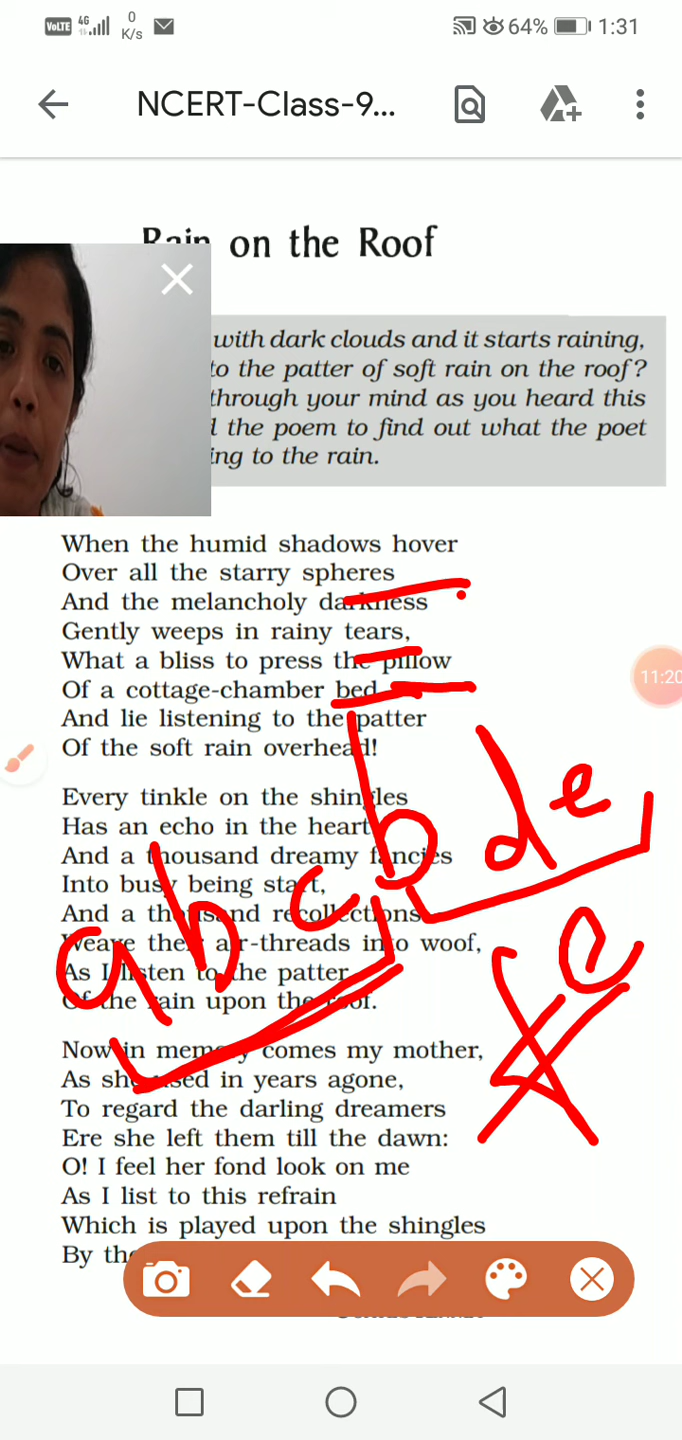 VoLTE 4G 0 K/s 64% 1:31
NCERT-Class-9...
Rain on the Roof
with dark clouds and it starts raining,
to the patter of soft rain on the roof?
through your mind as you heard this
the poem to find out what the poet
ing to the rain.
When the humid shadows hover
Over all the starry spheres
And the melancholy darkness
Gently weeps in rainy tears,
What a bliss to press the pillow
Of a cottage-chamber bed
And lie listening to the patter
Of the soft rain overhead!
11:20
Every tinkle on the shingles
Has an echo in the heart
And a thousand dreamy fancies
Into busy being start,
And a thousand recollections
Weave their air-threads into woof,
As I listen to the patter
Of the rain upon the roof.
a b c b d e
f e
Now in memory comes my mother,
As she used in years agone,
To regard the darling dreamers
Ere she left them till the dawn:
O! I feel her fond look on me
As I list to this refrain
Which is played upon the shingles
By the